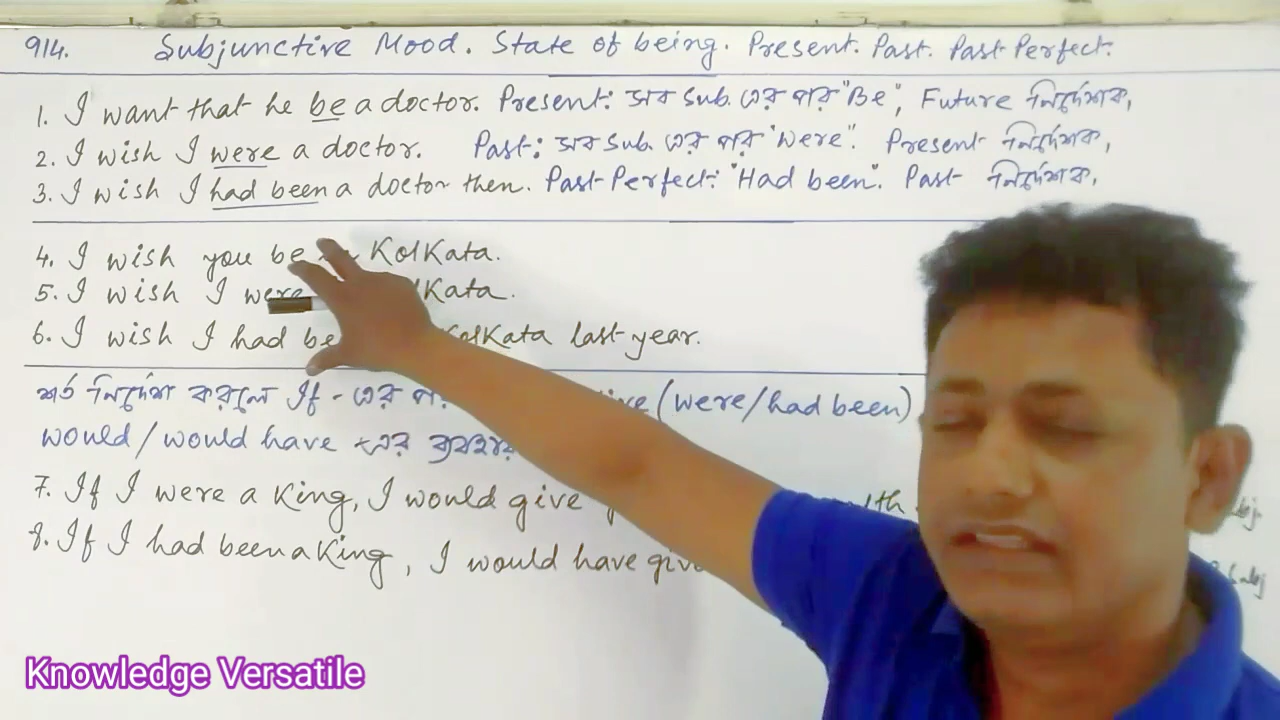 914. Subjunctive Mood. State of being. Present. Past. Past Perfect.
1. I want that he be a doctor. Present: সব Sub. এর পর "Be", Future নির্দেশক,
2. I wish I were a doctor. Past: সব Sub. এর পর "were". Present নির্দেশক,
3. I wish I had been a doctor then. Past Perfect: "Had been". Past নির্দেশক,
4. I wish you be Kolkata.
5. I wish I were Kata.
6. I wish I had be Kolkata last year.
শর্ত নির্দেশ করলে If - এর (were/had been)
would/would have এর ব্যবহার
7. If I were a King, I would give
8. If I had been a King, I would have giv
Knowledge Versatile